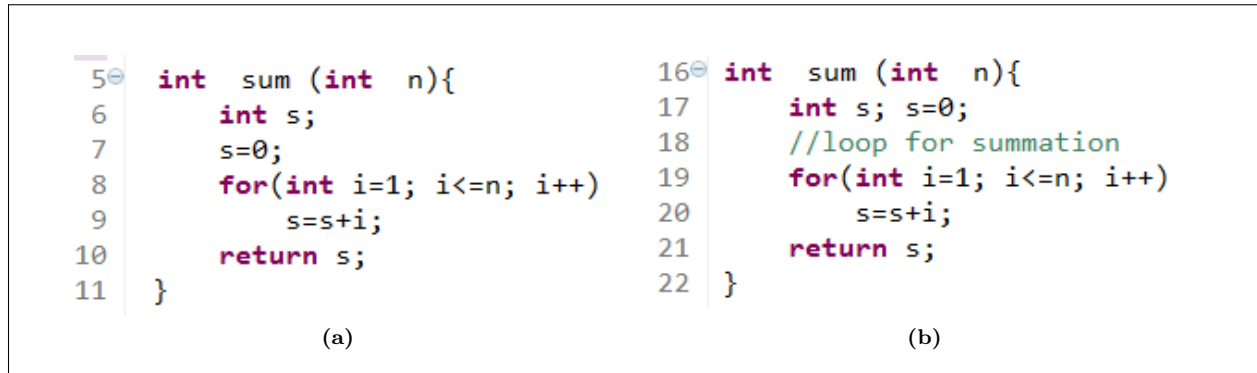 5 int  sum (int  n){
6     int s;
7     s=0;
8     for(int i=1; i<=n; i++)
9         s=s+i;
10     return s;
11 }
(a)
16 int  sum (int  n){
17     int s; s=0;
18     //loop for summation
19     for(int i=1; i<=n; i++)
20         s=s+i;
21     return s;
22 }
(b)